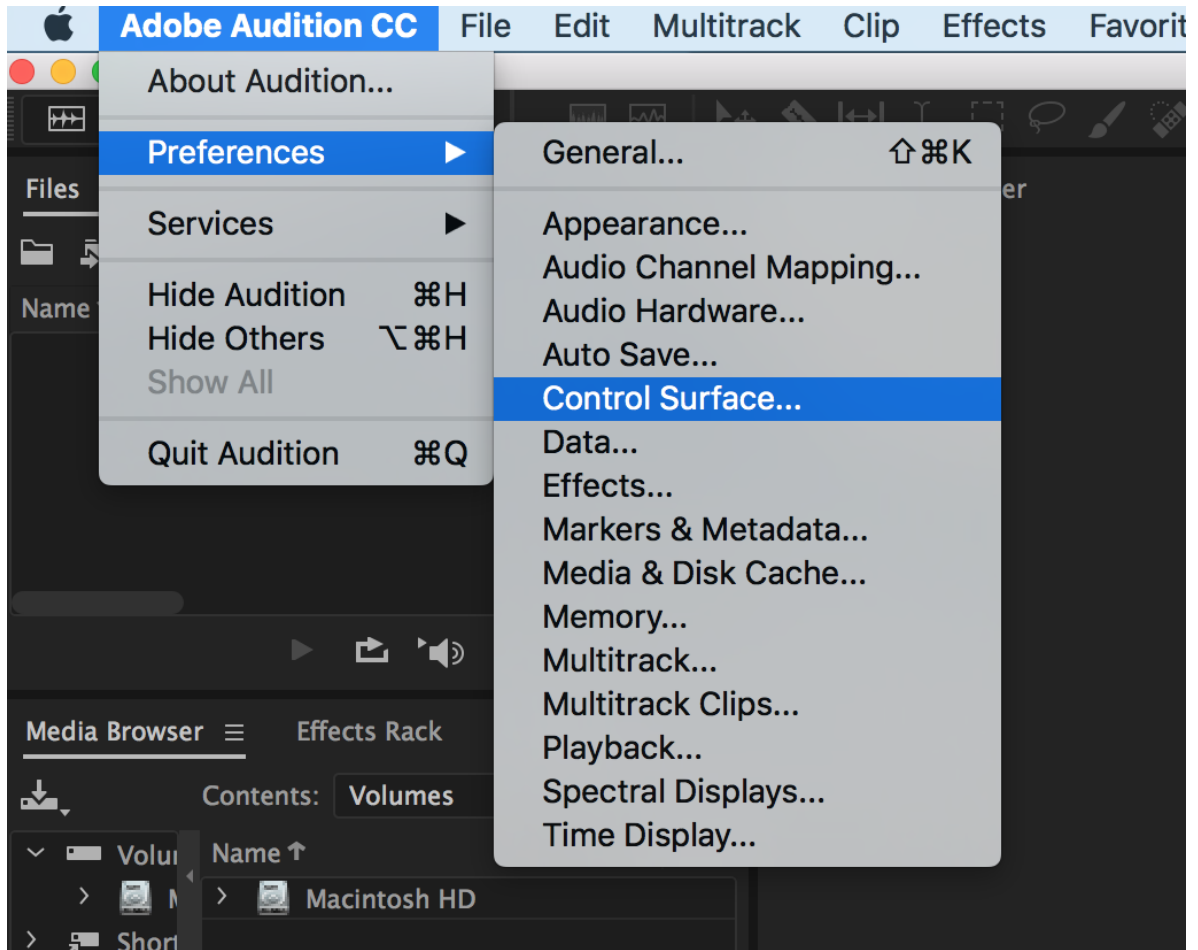 Adobe Audition CC File Edit Multitrack Clip Effects
About Audition...
Preferences
General... ⇧⌘K
Files
Services
Appearance...
Audio Channel Mapping...
Hide Audition ⌘H
Audio Hardware...
Name
Hide Others ⌥⌘H
Auto Save...
Show All
Control Surface...
Quit Audition ⌘Q
Data...
Effects...
Markers & Metadata...
Media & Disk Cache...
Memory...
Multitrack...
Multitrack Clips...
Playback...
Spectral Displays...
Time Display...
Media Browser Effects Rack
Contents: Volumes
Name ↑
Macintosh HD